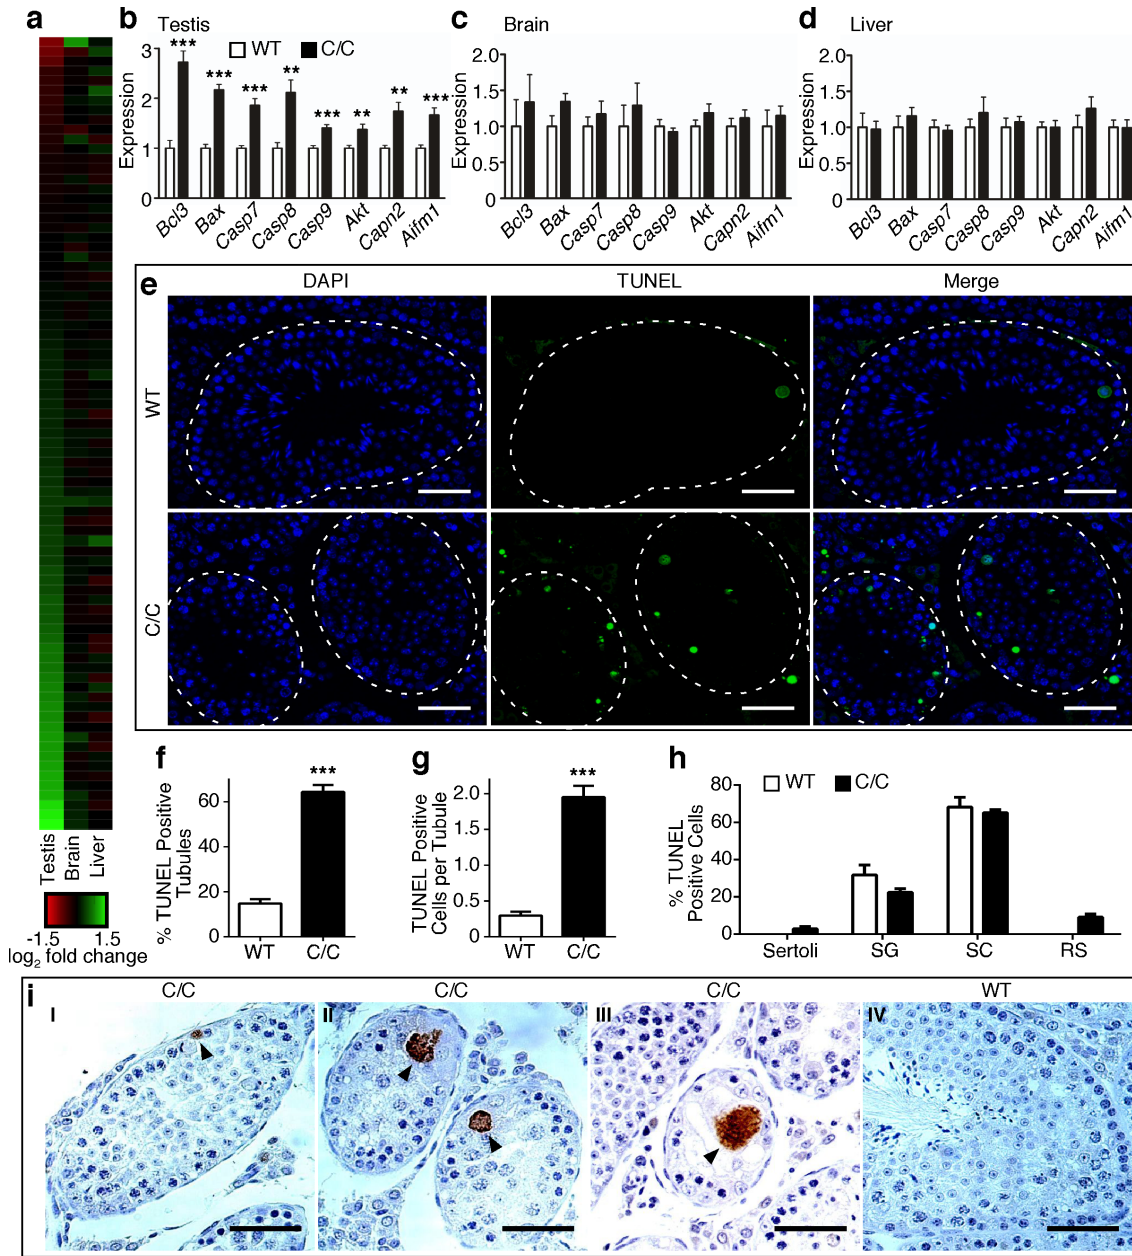 a
Testis
Brain
Liver
-1.5
1.5
log2 fold change
b
Testis
WT
C/C
Expression
3
2
1
0
***
***
***
**
***
**
**
***
Bcl3
Bax
Casp7
Casp8
Casp9
Akt
Capn2
Aifm1
c
Brain
Expression
2.0
1.5
1.0
0.5
0
Bcl3
Bax
Casp7
Casp8
Casp9
Akt
Capn2
Aifm1
d
Liver
Expression
2.0
1.5
1.0
0.5
0
Bcl3
Bax
Casp7
Casp8
Casp9
Akt
Capn2
Aifm1
e
DAPI
TUNEL
Merge
WT
C/C
f
% TUNEL Positive
Tubules
60
20
0
***
WT
C/C
g
TUNEL Positive
Cells per Tubule
2.0
1.5
1.0
0.5
0
***
WT
C/C
h
WT
C/C
% TUNEL
Positive Cells
80
60
40
20
0
Sertoli
SG
SC
RS
i
C/C
C/C
C/C
WT
I
II
III
IV